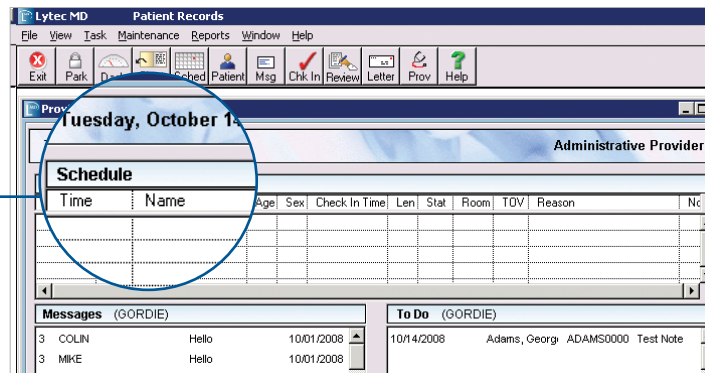 Lytec MD Patient Records
File View Task Maintenance Reports Window Help
Exit Park Sched Patient Msg Chk In Review Letter Prov Help
Tuesday, October 14
Administrative Provider
Schedule
Time Name Age Sex Check In Time Len Stat Room TOV Reason
Messages (GORDIE) To Do (GORDIE)
3 COLIN Hello 10/01/2008 10/14/2008 Adams, Georg ADAMS0000 Test Note
3 MIKE Hello 10/01/2008